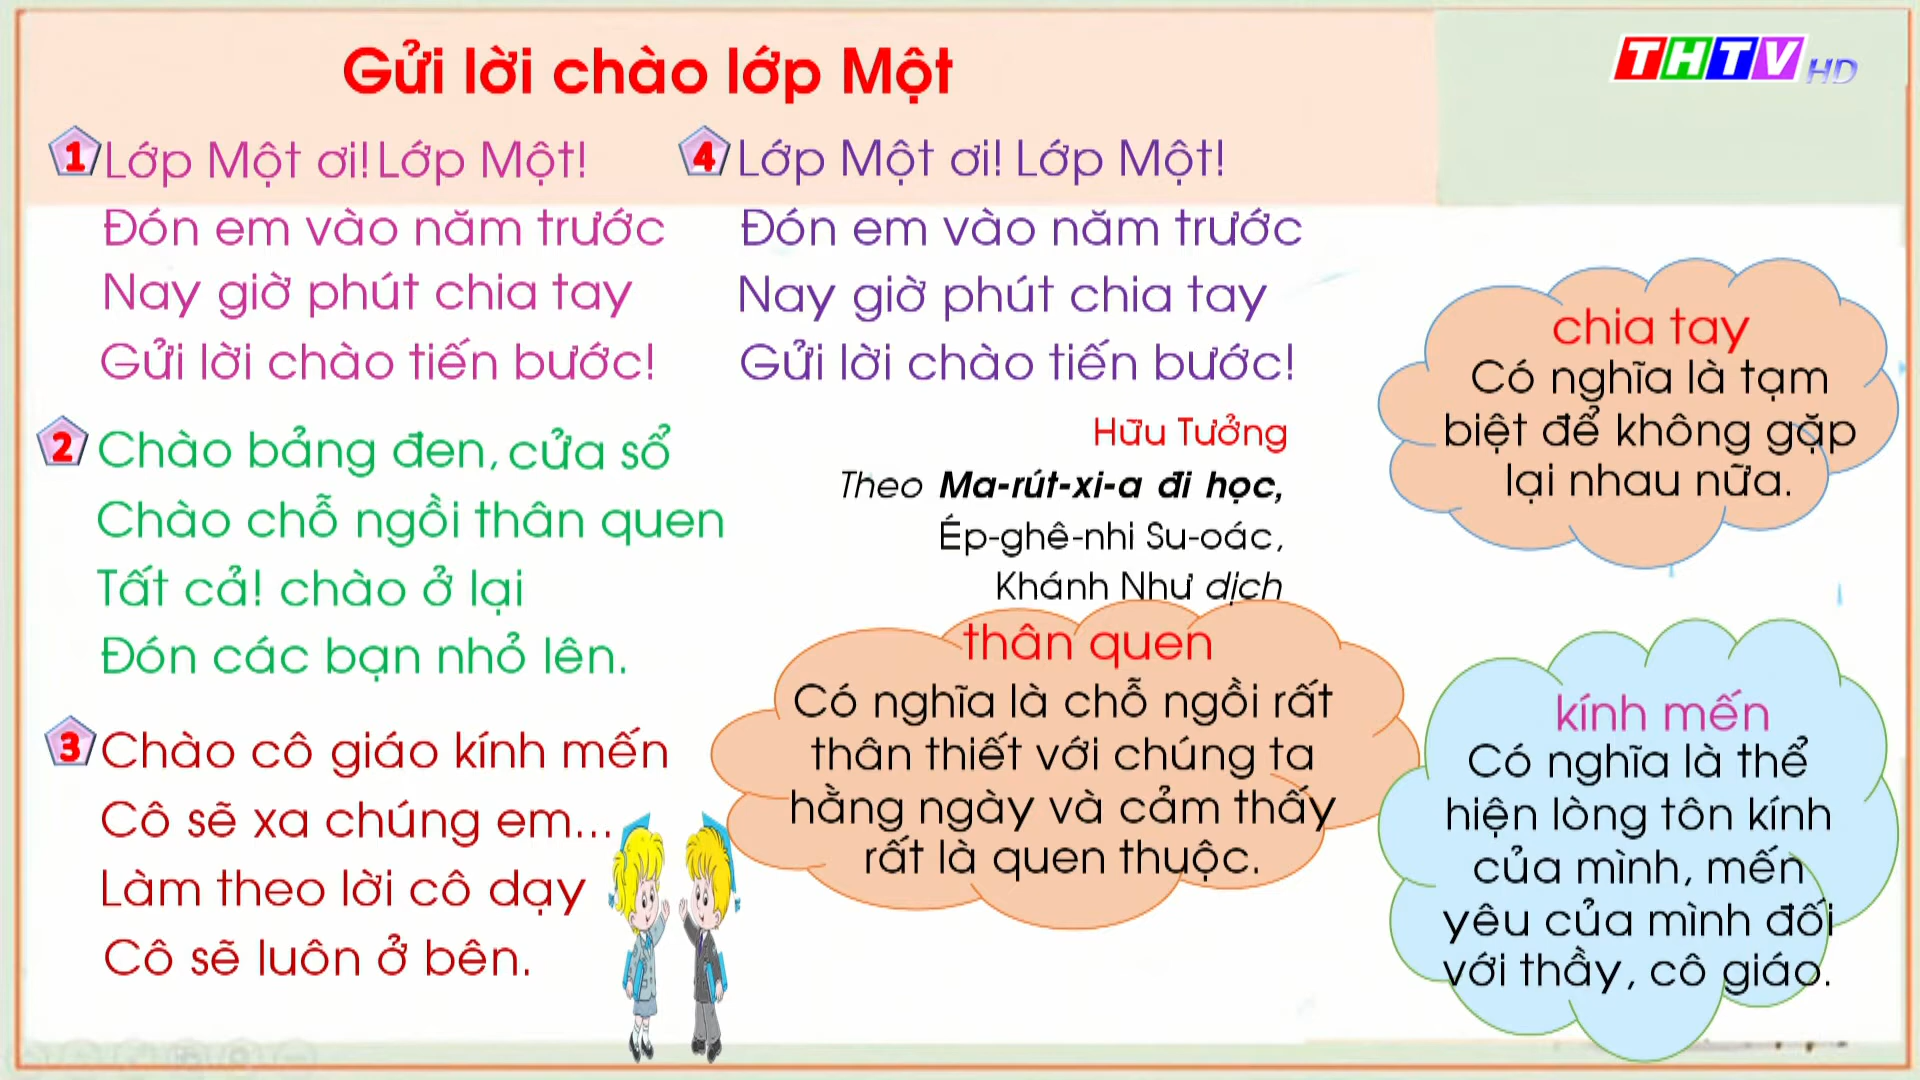 Gửi lời chào lớp Một
THTV HD
1 Lớp Một ơi! Lớp Một!
Đón em vào năm trước
Nay giờ phút chia tay
Gửi lời chào tiến bước!
2 Chào bảng đen, cửa sổ
Chào chỗ ngồi thân quen
Tất cả! chào ở lại
Đón các bạn nhỏ lên.
3 Chào cô giáo kính mến
Cô sẽ xa chúng em...
Làm theo lời cô dạy
Cô sẽ luôn ở bên.
4 Lớp Một ơi! Lớp Một!
Đón em vào năm trước
Nay giờ phút chia tay
Gửi lời chào tiến bước!
Hữu Tưởng
Theo Ma-rút-xi-a đi học,
Ép-ghê-nhi Su-oác,
Khánh Như dịch
thân quen
Có nghĩa là chỗ ngồi rất
thân thiết với chúng ta
hằng ngày và cảm thấy
rất là quen thuộc.
chia tay
Có nghĩa là tạm
biệt để không gặp
lại nhau nữa.
kính mến
Có nghĩa là thể
hiện lòng tôn kính
của mình, mến
yêu của mình đối
với thầy, cô giáo.